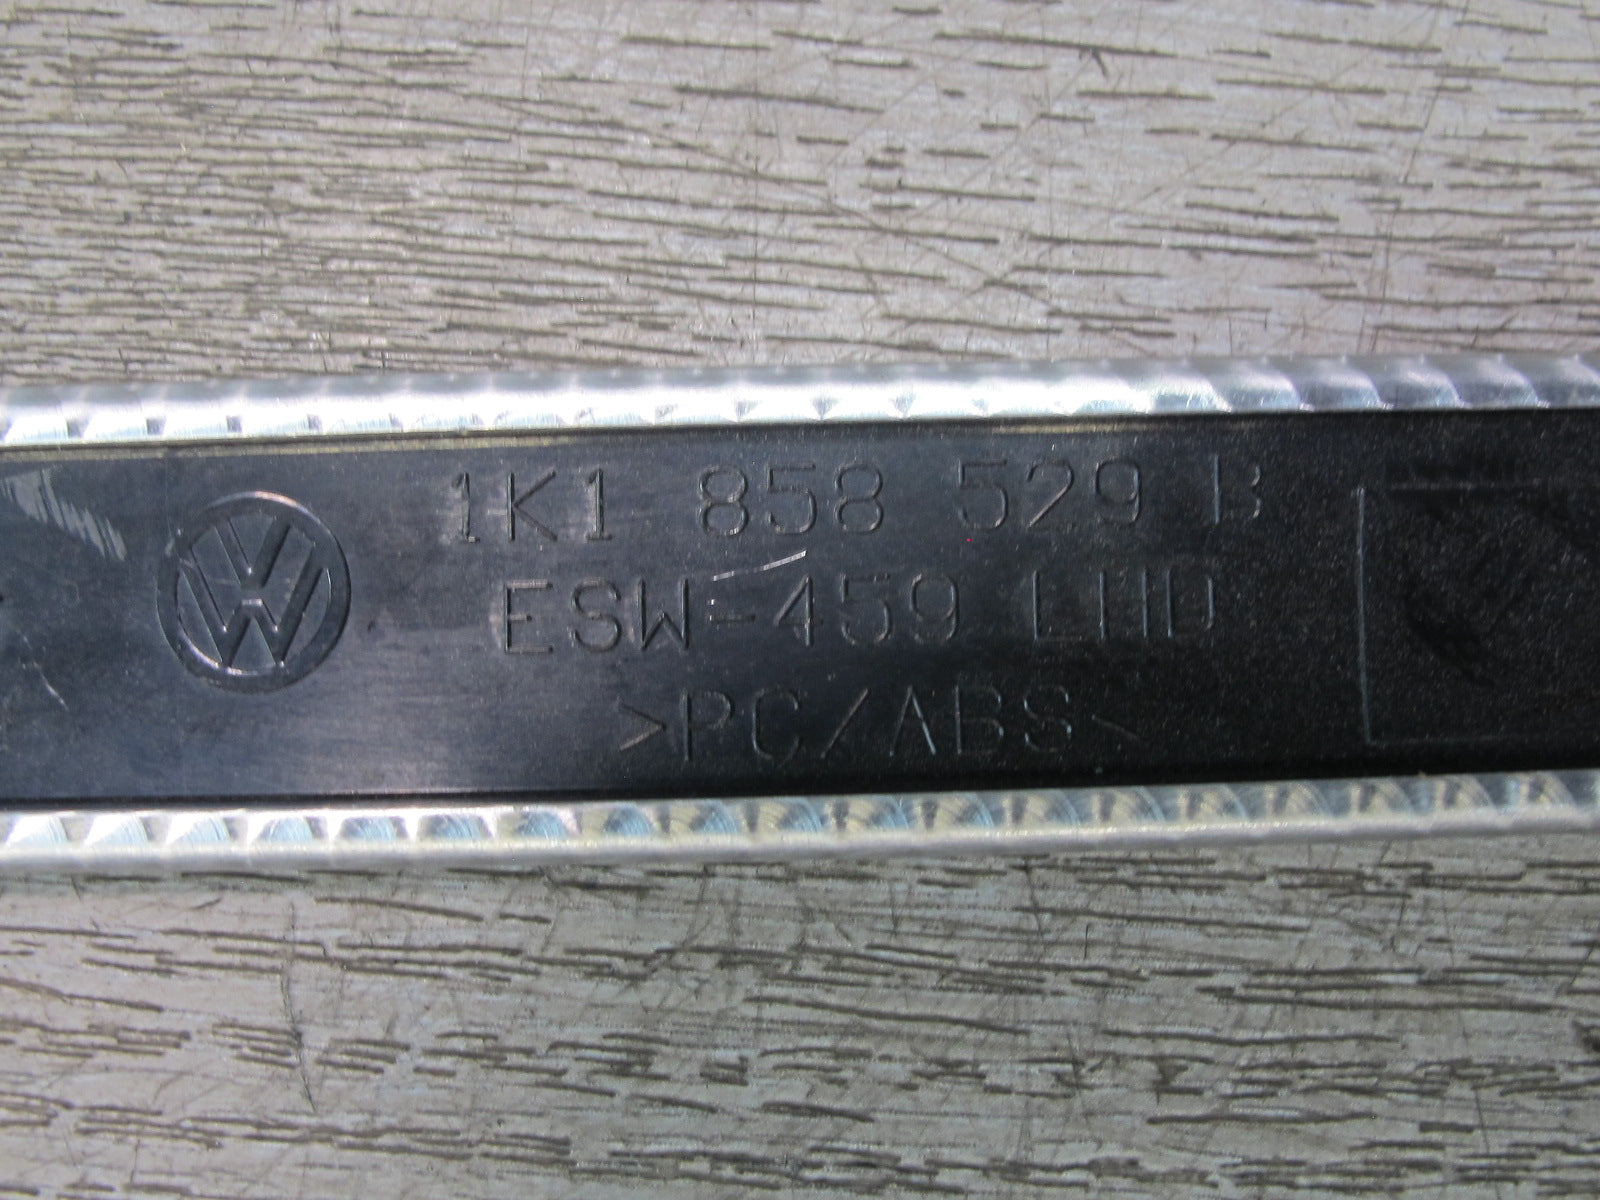 1K1 858 529 B
ESW-459 LHD
>PC/ABS<